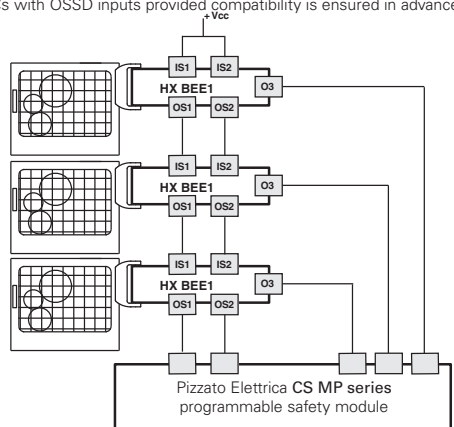 Cs with OSSD inputs provided compatibility is ensured in advance
+ Vcc
IS1 IS2
HX BEE1 O3
OS1 OS2
IS1 IS2
HX BEE1 O3
OS1 OS2
IS1 IS2
HX BEE1 O3
OS1 OS2
Pizzato Elettrica CS MP series
programmable safety module